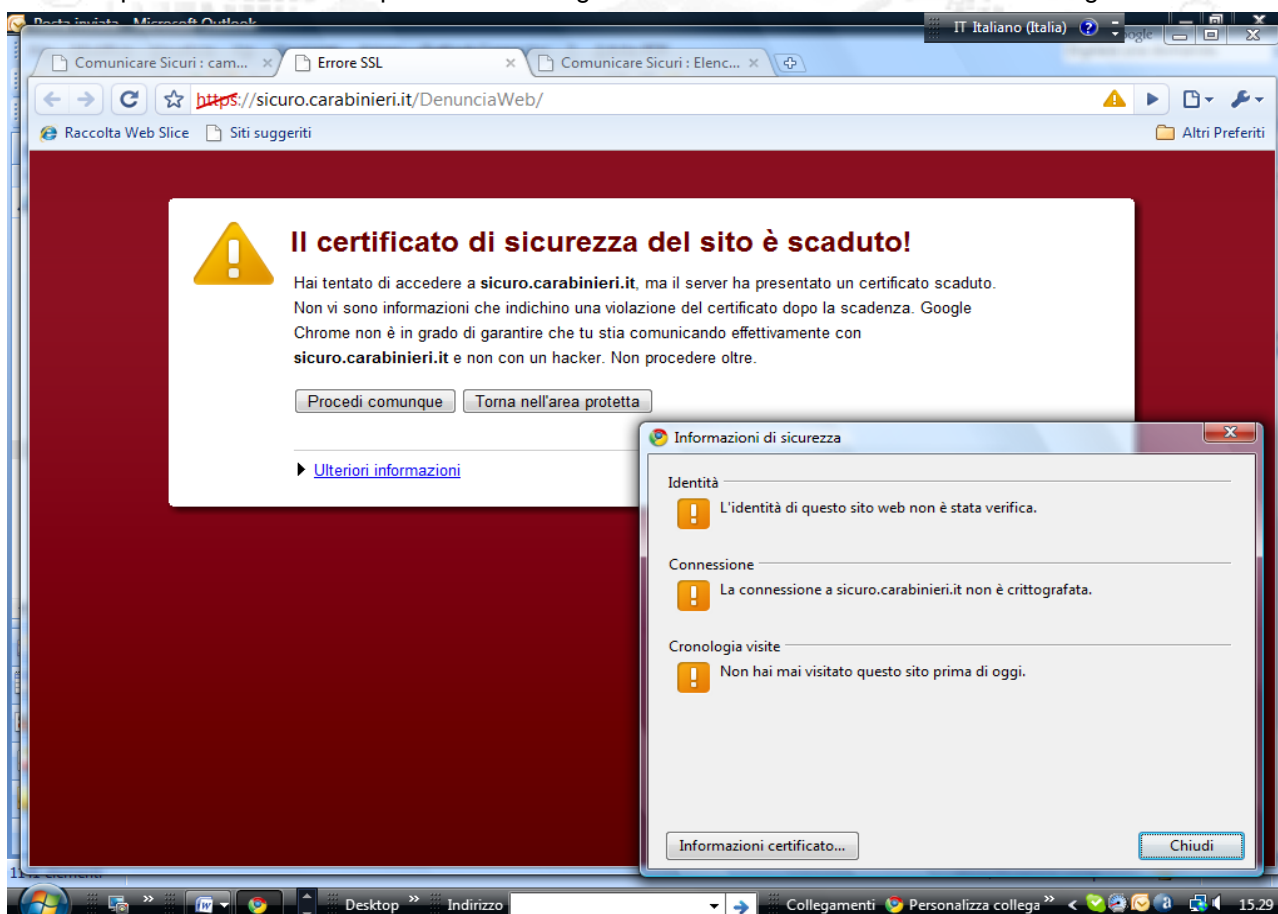 Posta inviata - Microsoft Outlook
IT Italiano (Italia)
Comunicare Sicuri : cam...
Errore SSL
Comunicare Sicuri : Elenc...
https://sicuro.carabinieri.it/DenunciaWeb/
Raccolta Web Slice
Siti suggeriti
Altri Preferiti
Il certificato di sicurezza del sito è scaduto!
Hai tentato di accedere a sicuro.carabinieri.it, ma il server ha presentato un certificato scaduto.
Non vi sono informazioni che indichino una violazione del certificato dopo la scadenza. Google
Chrome non è in grado di garantire che tu stia comunicando effettivamente con
sicuro.carabinieri.it e non con un hacker. Non procedere oltre.
Procedi comunque
Torna nell'area protetta
Ulteriori informazioni
Informazioni di sicurezza
Identità
L'identità di questo sito web non è stata verifica.
Connessione
La connessione a sicuro.carabinieri.it non è crittografata.
Cronologia visite
Non hai mai visitato questo sito prima di oggi.
Informazioni certificato...
Chiudi
Desktop
Indirizzo
Collegamenti
Personalizza collega
15.29